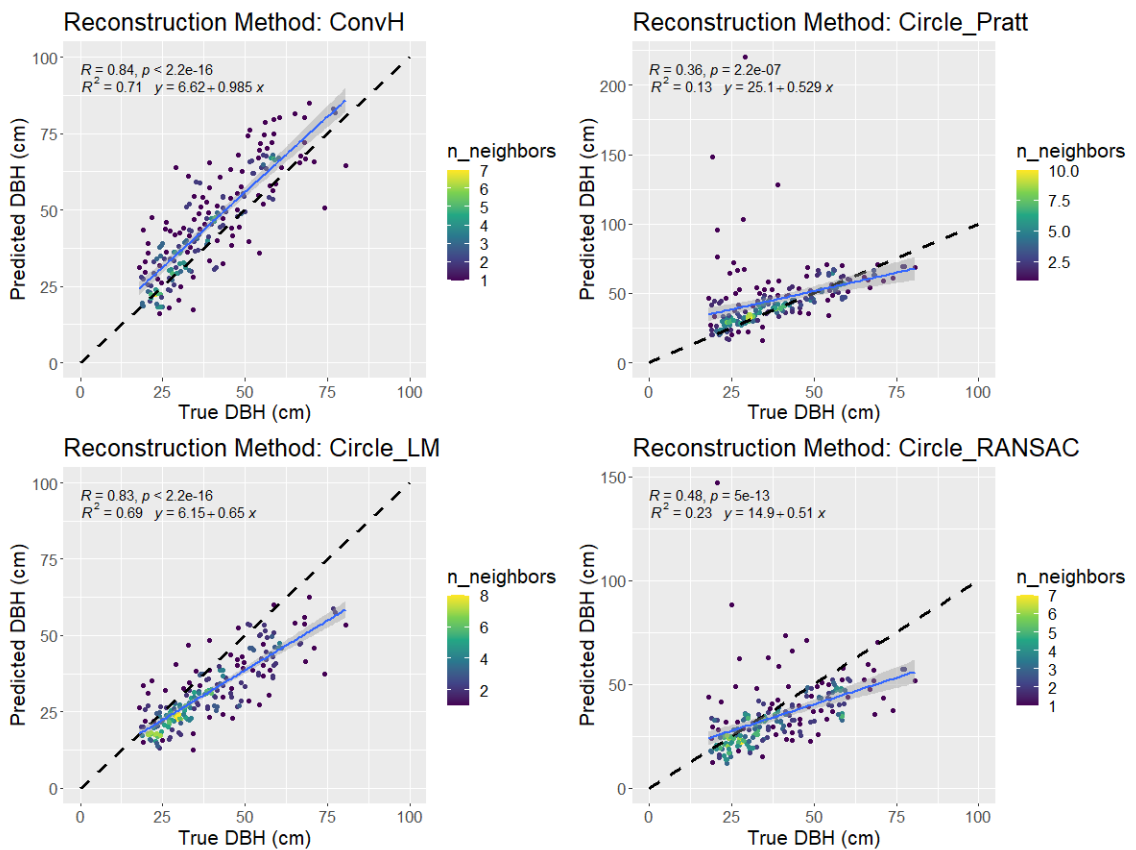 Reconstruction Method: ConvH
R = 0.84, p < 2.2e-16
R² = 0.71 y = 6.62 + 0.985 x
100
75
50
25
0
Predicted DBH (cm)
0 25 50 75 100
True DBH (cm)
n_neighbors
7
6
5
4
3
2
1
Reconstruction Method: Circle_Pratt
R = 0.36, p = 2.2e-07
R² = 0.13 y = 25.1 + 0.529 x
200
150
100
50
0
Predicted DBH (cm)
0 25 50 75 100
True DBH (cm)
n_neighbors
10.0
7.5
5.0
2.5
Reconstruction Method: Circle_LM
R = 0.83, p < 2.2e-16
R² = 0.69 y = 6.15 + 0.65 x
100
75
50
25
0
Predicted DBH (cm)
0 25 50 75 100
True DBH (cm)
n_neighbors
8
6
4
2
Reconstruction Method: Circle_RANSAC
R = 0.48, p = 5e-13
R² = 0.23 y = 14.9 + 0.51 x
150
100
50
0
Predicted DBH (cm)
0 25 50 75 100
True DBH (cm)
n_neighbors
7
6
5
4
3
2
1